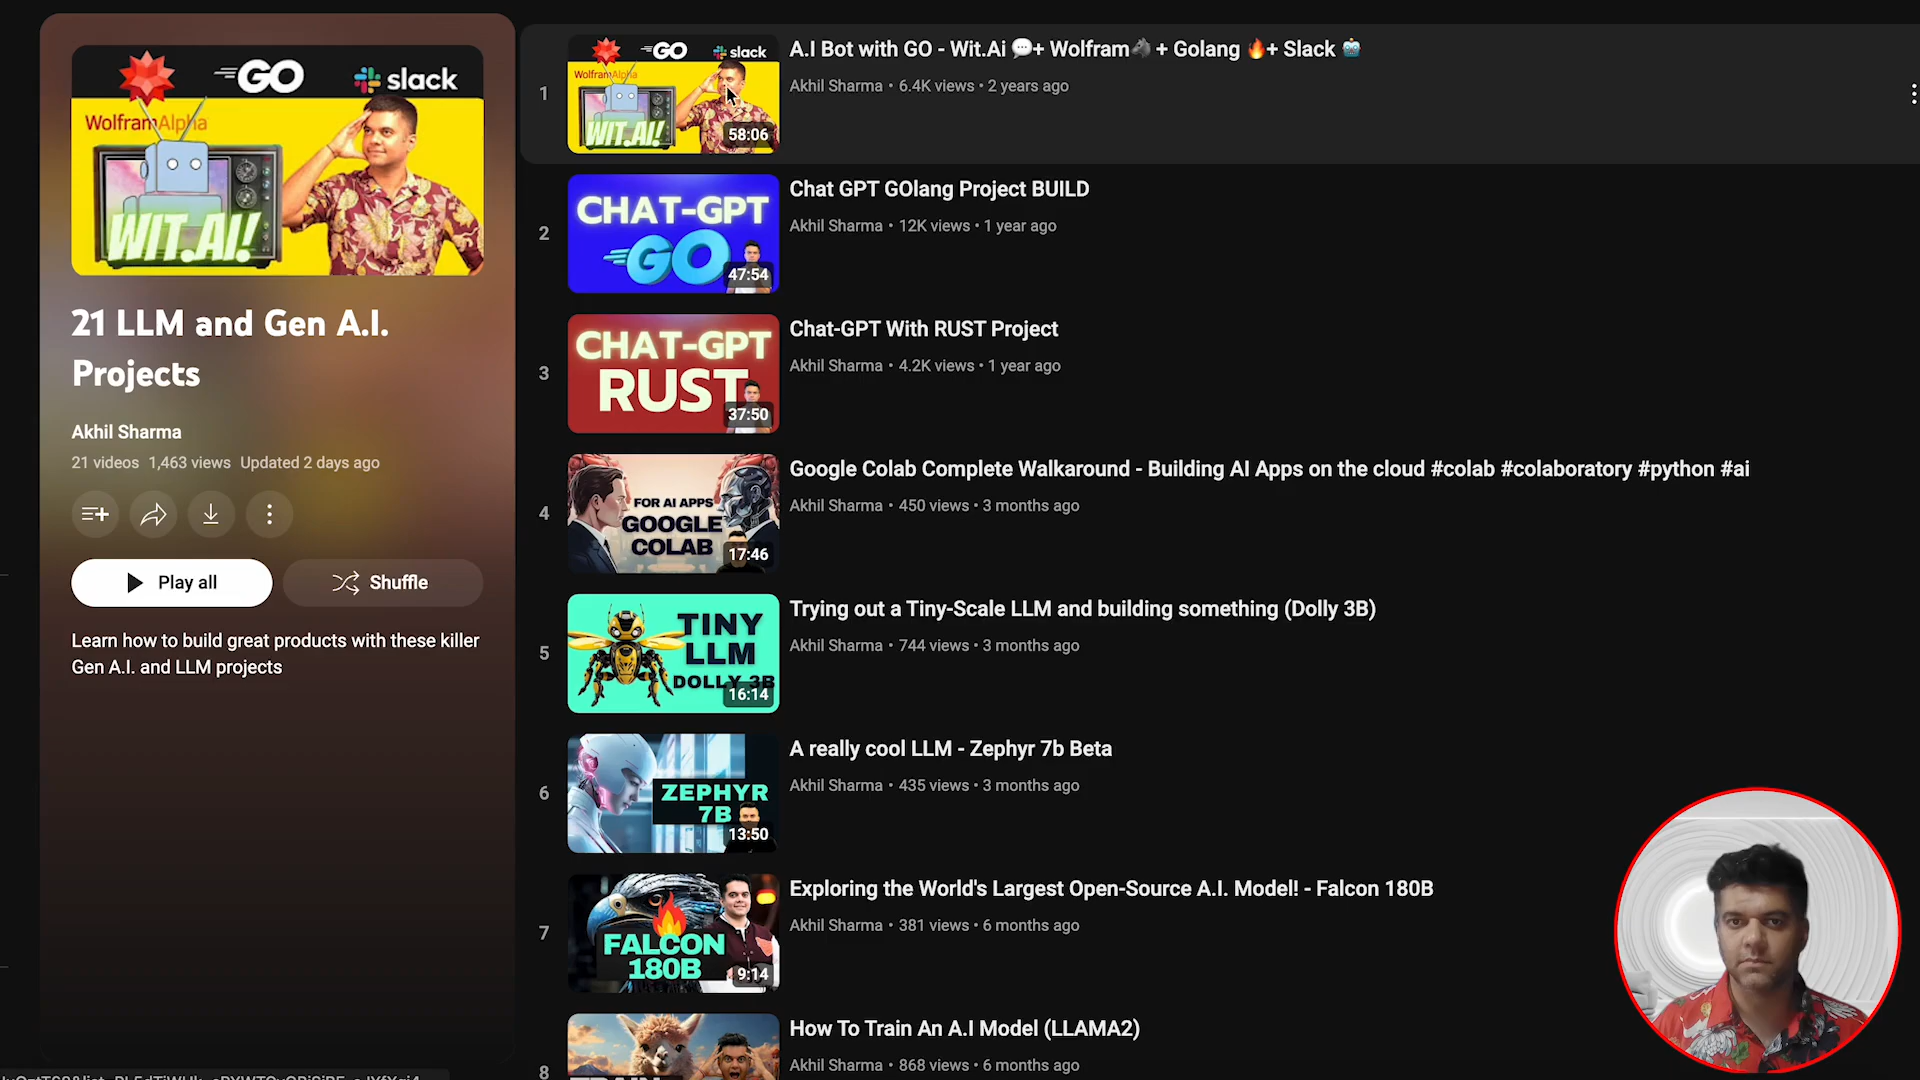 GO
slack
WolframAlpha
WIT.AI!
21 LLM and Gen A.I.
Projects
Akhil Sharma
21 videos 1,463 views Updated 2 days ago
Play all
Shuffle
Learn how to build great products with these killer
Gen A.I. and LLM projects
1
GO
slack
WolframAlpha
WIT.AI!
58:06
A.I Bot with GO - Wit.Ai 💬+ Wolfram🐺 + Golang 🔥+ Slack 🤖
Akhil Sharma • 6.4K views • 2 years ago
2
CHAT-GPT
GO
47:54
Chat GPT GOlang Project BUILD
Akhil Sharma • 12K views • 1 year ago
3
CHAT-GPT
RUST
37:50
Chat-GPT With RUST Project
Akhil Sharma • 4.2K views • 1 year ago
4
FOR AI APPS
GOOGLE
COLAB
17:46
Google Colab Complete Walkaround - Building AI Apps on the cloud #colab #colaboratory #python #ai
Akhil Sharma • 450 views • 3 months ago
5
TINY
LLM
DOLLY 3B
16:14
Trying out a Tiny-Scale LLM and building something (Dolly 3B)
Akhil Sharma • 744 views • 3 months ago
6
ZEPHYR
7B
13:50
A really cool LLM - Zephyr 7b Beta
Akhil Sharma • 435 views • 3 months ago
7
FALCON
180B
9:14
Exploring the World's Largest Open-Source A.I. Model! - Falcon 180B
Akhil Sharma • 381 views • 6 months ago
8
How To Train An A.I Model (LLAMA2)
Akhil Sharma • 868 views • 6 months ago